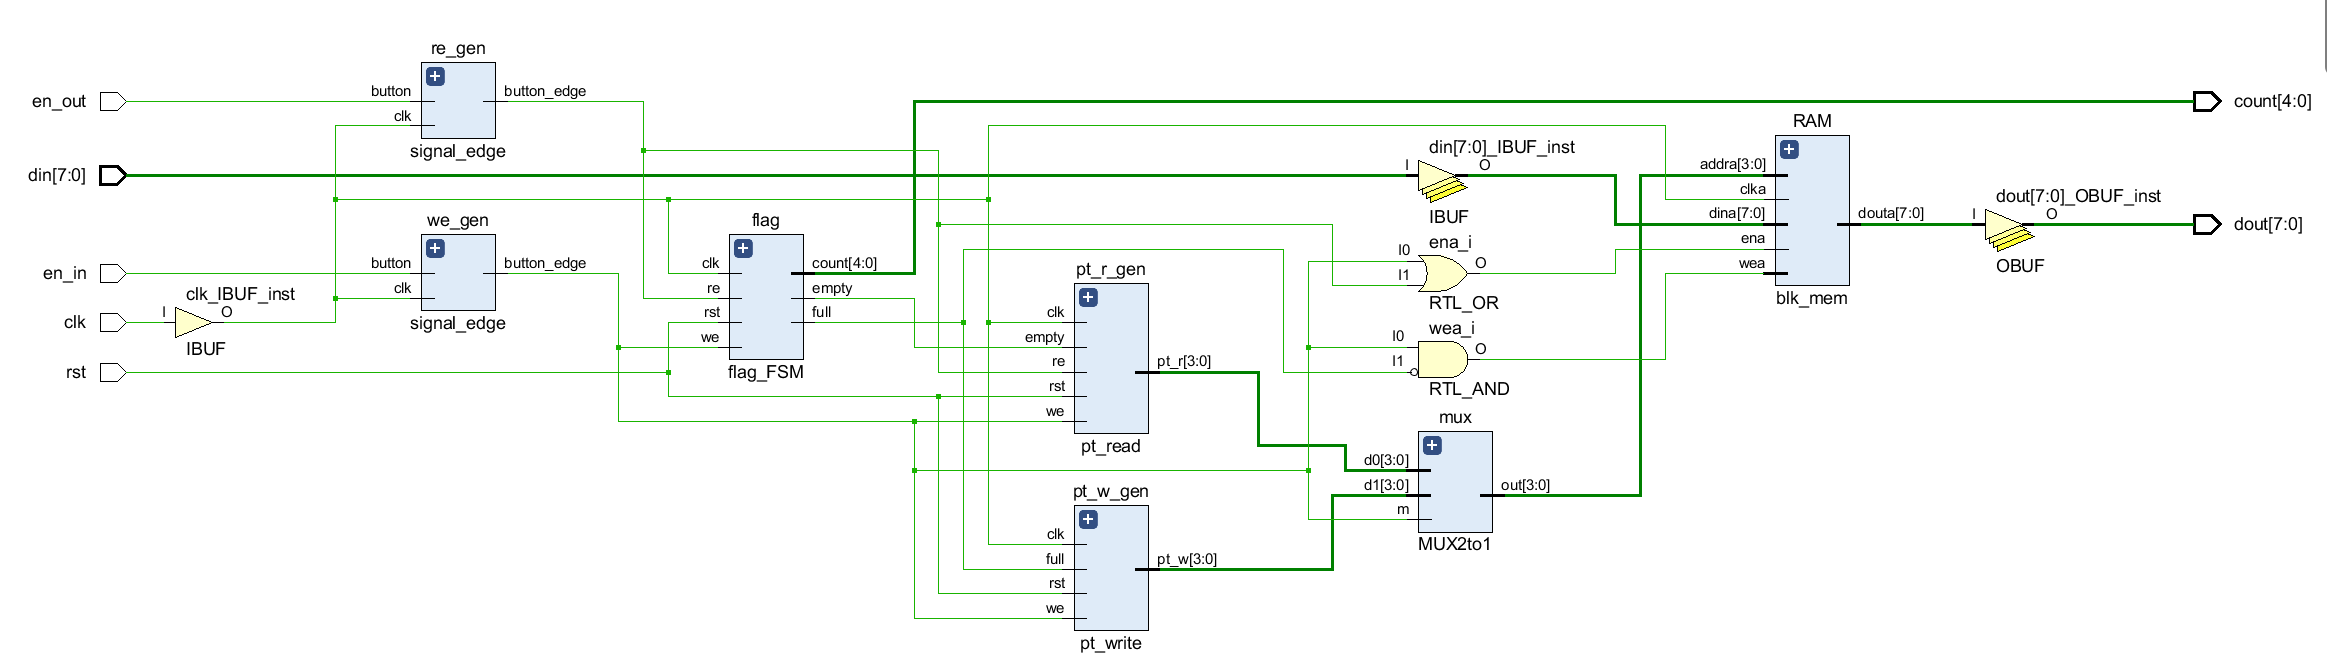 re_gen
en_out
button
button_edge
clk
signal_edge
count[4:0]
RAM
din[7:0]_IBUF_inst
I
O
IBUF
din[7:0]
addra[3:0]
clka
dina[7:0]
ena
wea
douta[7:0]
blk_mem
dout[7:0]_OBUF_inst
I
O
OBUF
dout[7:0]
we_gen
en_in
button
button_edge
clk
signal_edge
clk_IBUF_inst
clk
I
O
IBUF
rst
flag
clk
re
rst
we
count[4:0]
empty
full
flag_FSM
pt_r_gen
clk
empty
re
rst
we
pt_r[3:0]
pt_read
ena_i
I0
I1
O
RTL_OR
wea_i
I0
I1
O
RTL_AND
mux
d0[3:0]
d1[3:0]
m
out[3:0]
MUX2to1
pt_w_gen
clk
full
rst
we
pt_w[3:0]
pt_write